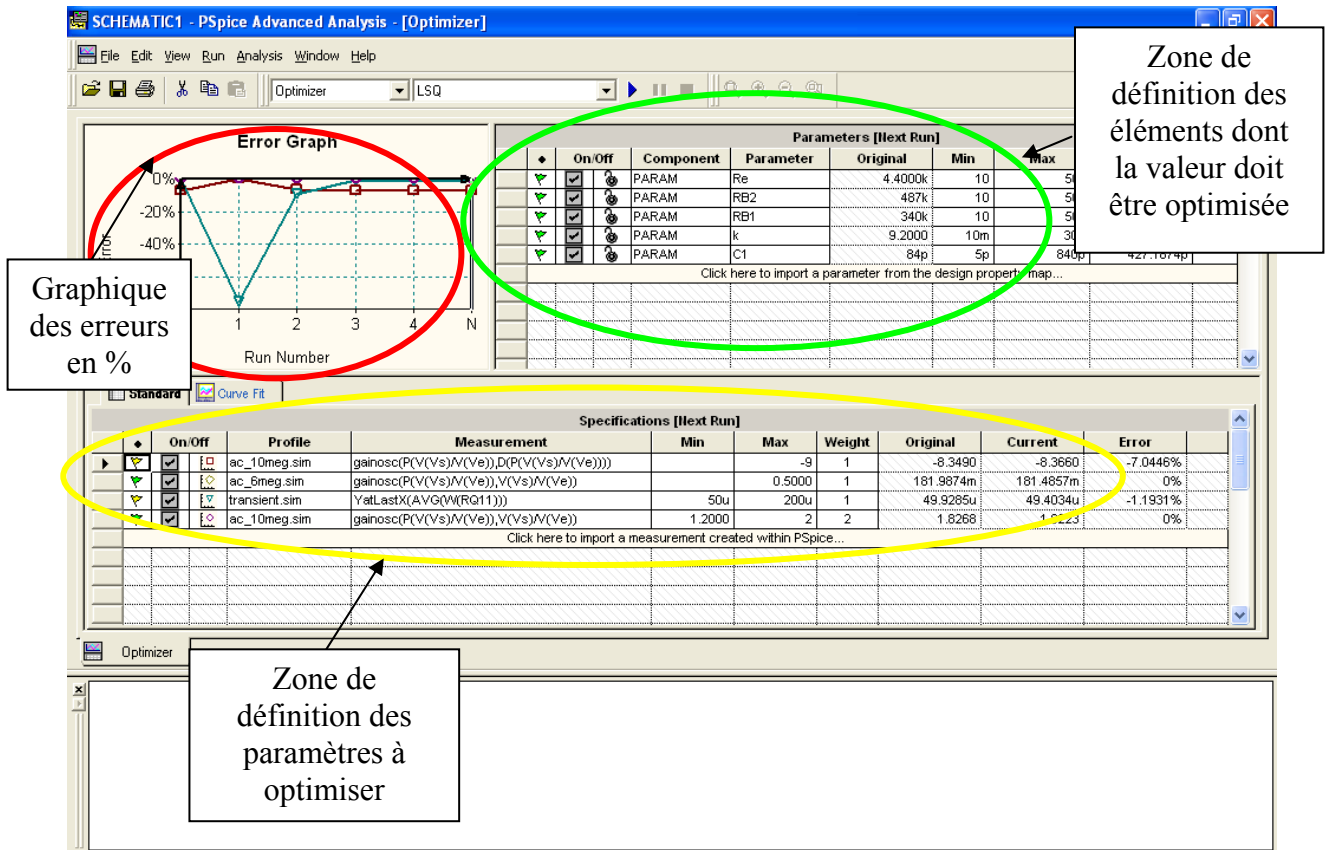 SCHEMATIC1 - PSpice Advanced Analysis - [Optimizer]
File Edit View Run Analysis Window Help
Optimizer LSQ
Zone de
définition des
éléments dont
la valeur doit
être optimisée
Error Graph
0%
-20%
-40%
Error
1 2 3 4 N
Run Number
Graphique
des erreurs
en %
Parameters [Next Run]
On/Off Component Parameter Original Min Max
PARAM Re 4.4000k 10
PARAM RB2 487k 10
PARAM RB1 340k 10
PARAM k 9.2000 10m
PARAM C1 84p 5p 840p 427.1874p
Click here to import a parameter from the design property map...
Standard Curve Fit
Specifications [Next Run]
On/Off Profile Measurement Min Max Weight Original Current Error
ac_10meg.sim gainosc(P(V(Vs)/V(Ve)),D(P(V(Vs)/V(Ve)))) -9 1 -8.3490 -8.3660 -7.0446%
ac_6meg.sim gainosc(P(V(Vs)/V(Ve)),V(Vs)/V(Ve)) 0.5000 1 181.9874m 181.4857m 0%
transient.sim YatLastX(AVG(W(RQ11))) 50u 200u 1 49.9285u 49.4034u -1.1931%
ac_10meg.sim gainosc(P(V(Vs)/V(Ve)),V(Vs)/V(Ve)) 1.2000 2 2 1.8268 1.8223 0%
Click here to import a measurement created within PSpice...
Optimizer
Zone de
définition des
paramètres à
optimiser